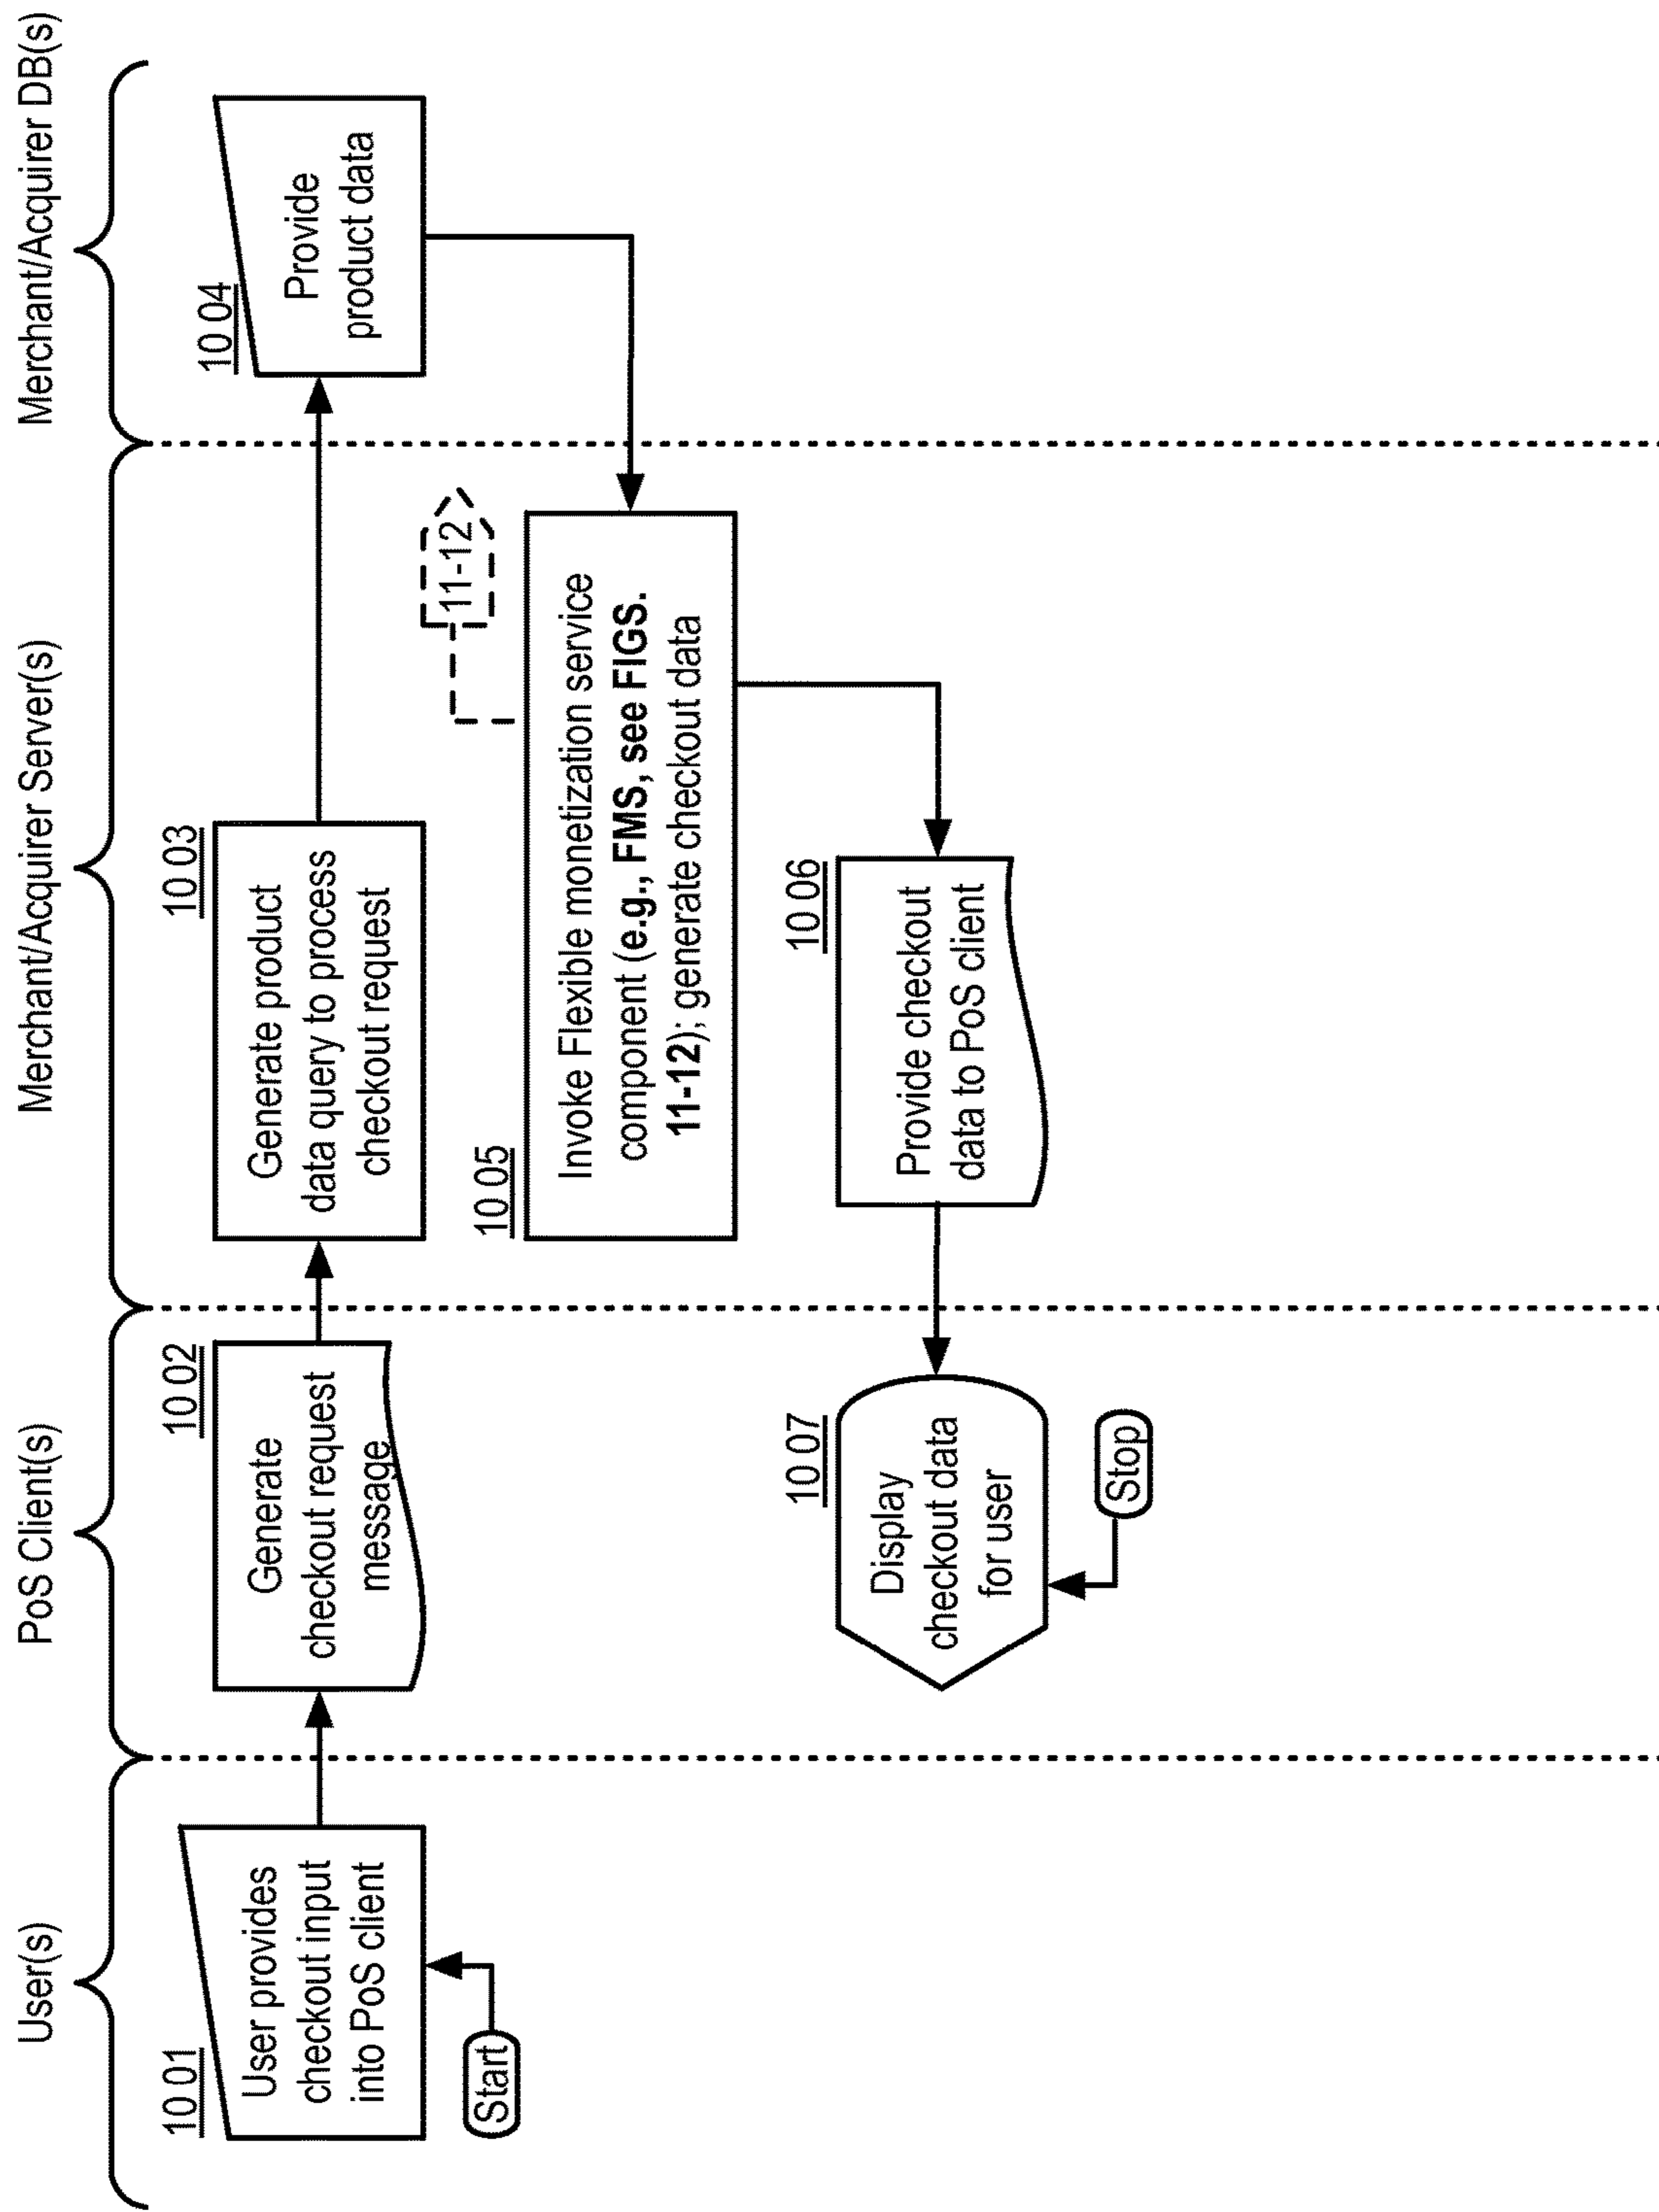 User(s)
PoS Client(s)
Merchant/Acquirer Server(s)
Merchant/Acquirer DB(s)
10 01
User provides
checkout input
into PoS client
Start
10 02
Generate
checkout request
message
10 03
Generate product
data query to process
checkout request
10 04
Provide
product data
11-12
10 05
Invoke Flexible monetization service
component (e.g., FMS, see FIGS.
11-12); generate checkout data
10 06
Provide checkout
data to PoS client
10 07
Display
checkout data
for user
Stop